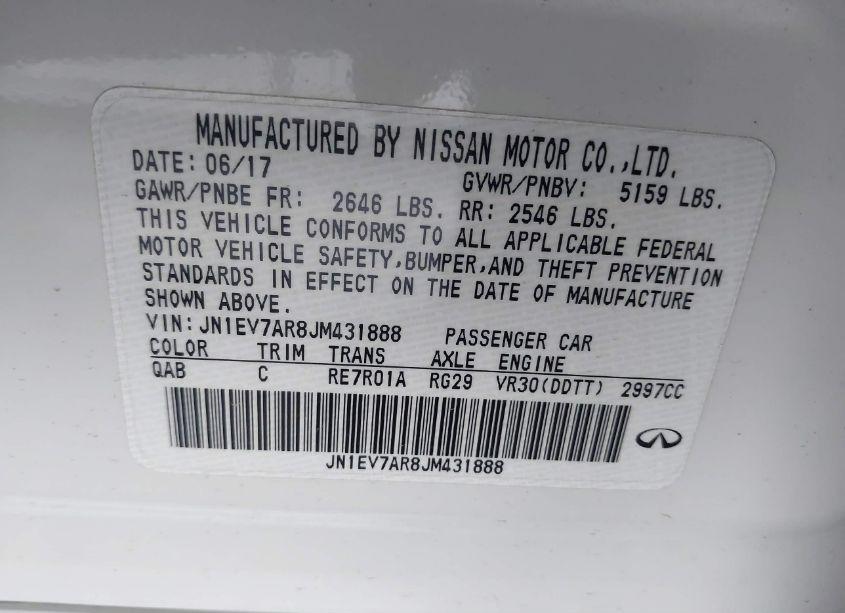 MANUFACTURED BY NISSAN MOTOR CO.,LTD.
DATE: 06/17 GVWR/PNBV: 5159 LBS.
GAWR/PNBE FR: 2646 LBS. RR: 2546 LBS.
THIS VEHICLE CONFORMS TO ALL APPLICABLE FEDERAL
MOTOR VEHICLE SAFETY,BUMPER,AND THEFT PREVENTION
STANDARDS IN EFFECT ON THE DATE OF MANUFACTURE
SHOWN ABOVE.
VIN: JN1EV7AR8JM431888 PASSENGER CAR
COLOR TRIM TRANS AXLE ENGINE
QAB C RE7R01A RG29 VR30(DDTT) 2997CC
JN1EV7AR8JM431888